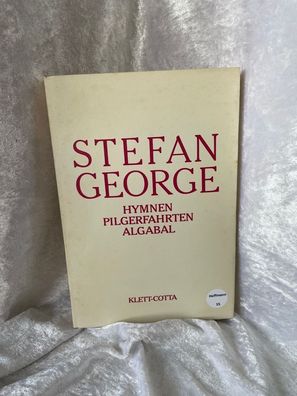 STEFAN
GEORGE
HYMNEN
PILGERFAHRTEN
ALGABAL
KLETT-COTTA